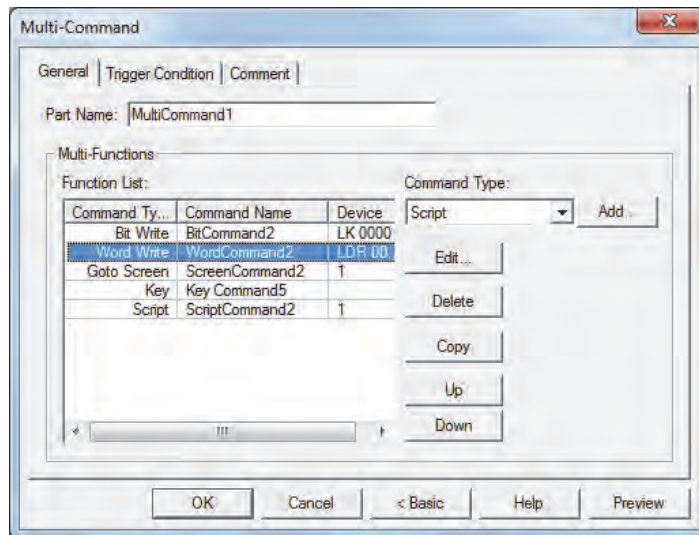 Multi-Command
General Trigger Condition Comment
Part Name: MultiCommand1
Multi-Functions
Function List:
Command Type:
Command Ty... Command Name Device
Script Add...
Bit Write BitCommand2 LK 0000
Word Write WordCommand2 LDR 00
Goto Screen ScreenCommand2 1
Key Key Command5
Script ScriptCommand2 1
Edit...
Delete
Copy
Up
Down
OK Cancel < Basic Help Preview